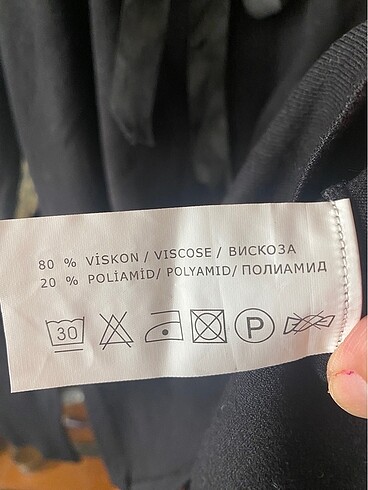 80 % VİSKON / VISCOSE / ВИСКОЗА
20 % POLİAMİD/ POLYAMID/ ПОЛИАМИД
30 P